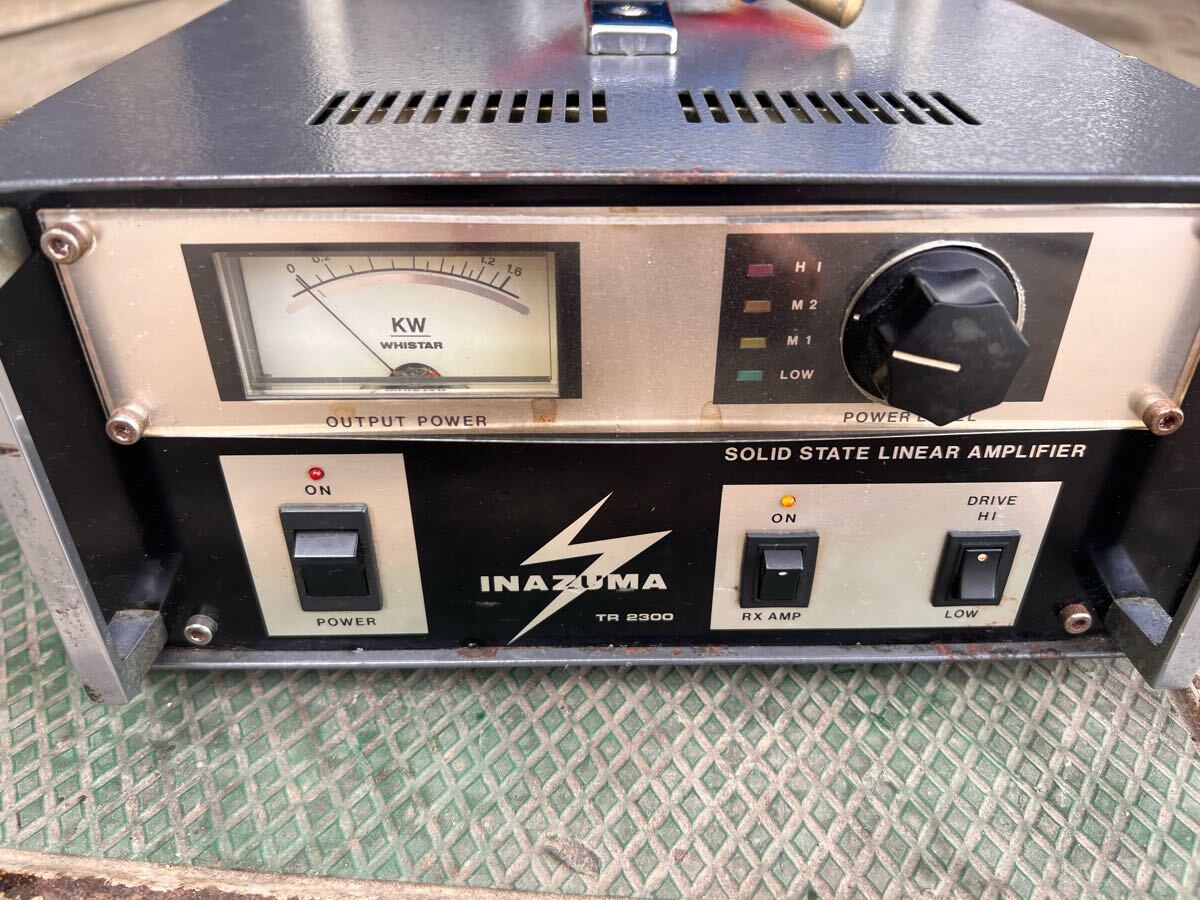 0 0.2 1.2 1.6
KW
WHISTAR
OUTPUT POWER
HI
M2
M1
LOW
POWER
SOLID STATE LINEAR AMPLIFIER
ON
POWER
INAZUMA
TR 2300
ON
RX AMP
DRIVE
HI
LOW